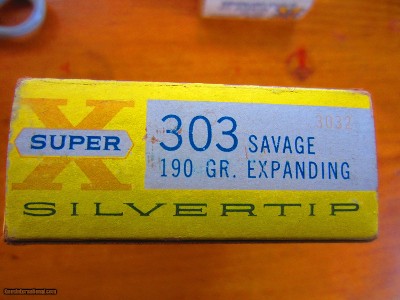 X
SUPER
3032
303 SAVAGE
190 GR. EXPANDING
SILVERTIP